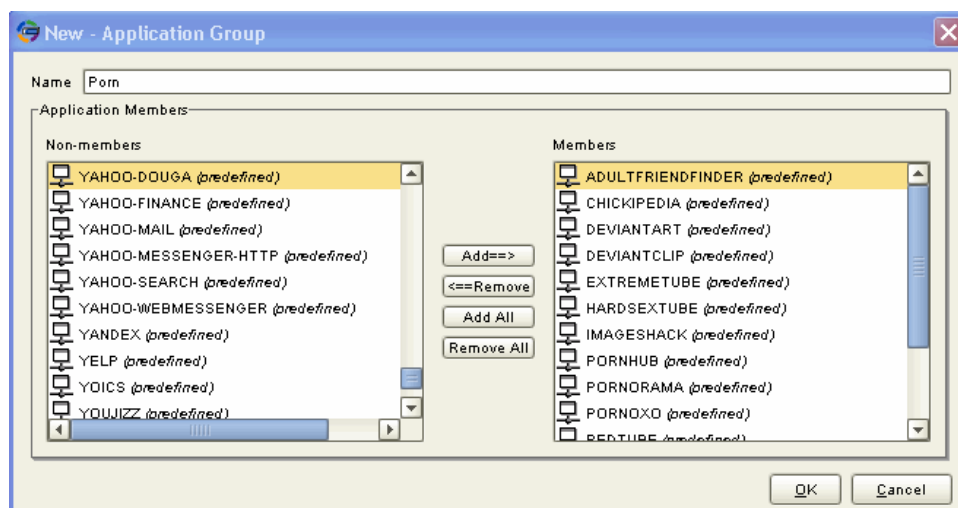 New - Application Group
Name Porn
Application Members
Non-members
YAHOO-DOUGA (predefined)
YAHOO-FINANCE (predefined)
YAHOO-MAIL (predefined)
YAHOO-MESSENGER-HTTP (predefined)
YAHOO-SEARCH (predefined)
YAHOO-WEBMESSENGER (predefined)
YANDEX (predefined)
YELP (predefined)
YOICS (predefined)
YOUJIZZ (predefined)
Add==>
<==Remove
Add All
Remove All
Members
ADULTFRIENDFINDER (predefined)
CHICKIPEDIA (predefined)
DEVIANTART (predefined)
DEVIANTCLIP (predefined)
EXTREMETUBE (predefined)
HARDSEXTUBE (predefined)
IMAGESHACK (predefined)
PORNHUB (predefined)
PORNORAMA (predefined)
PORNOXO (predefined)
REDTUBE (predefined)
OK
Cancel